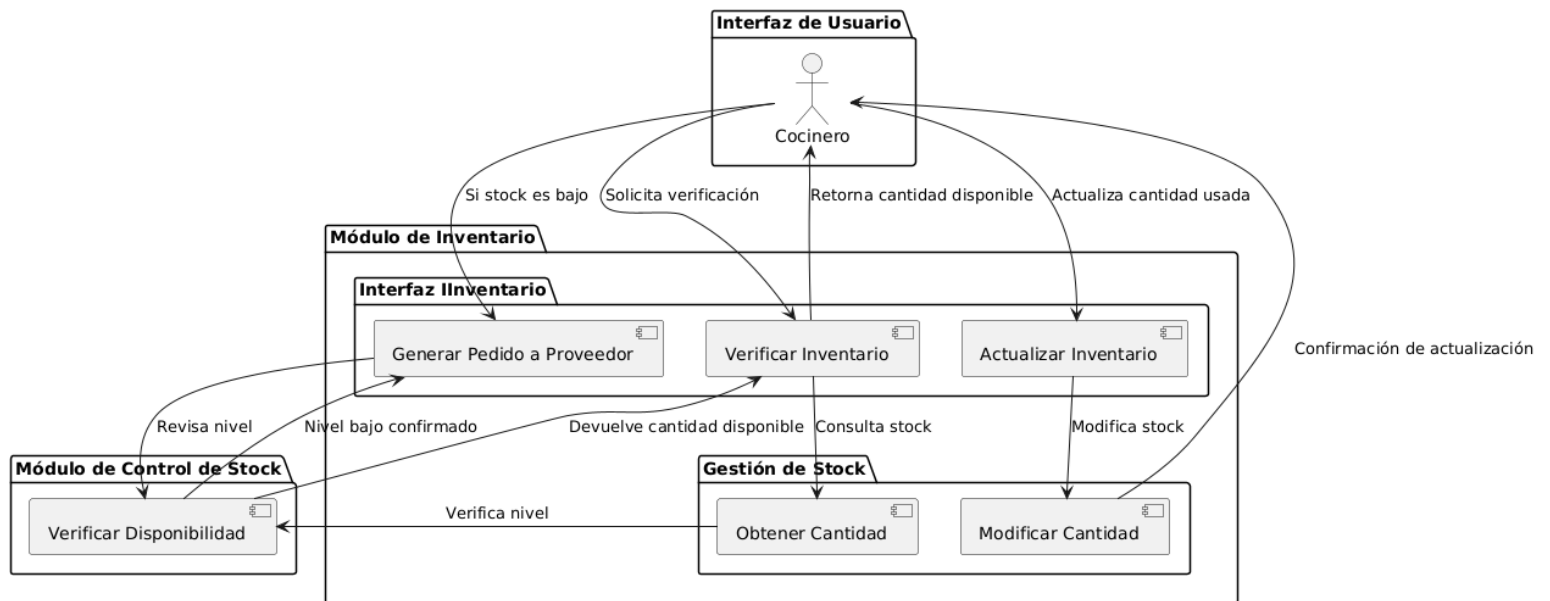 Interfaz de Usuario
Cocinero
Si stock es bajo
Solicita verificación
Retorna cantidad disponible
Actualiza cantidad usada
Módulo de Inventario
Interfaz IInventario
Generar Pedido a Proveedor
Verificar Inventario
Actualizar Inventario
Confirmación de actualización
Revisa nivel
Nivel bajo confirmado
Devuelve cantidad disponible
Consulta stock
Modifica stock
Módulo de Control de Stock
Gestión de Stock
Verifica nivel
Verificar Disponibilidad
Obtener Cantidad
Modificar Cantidad